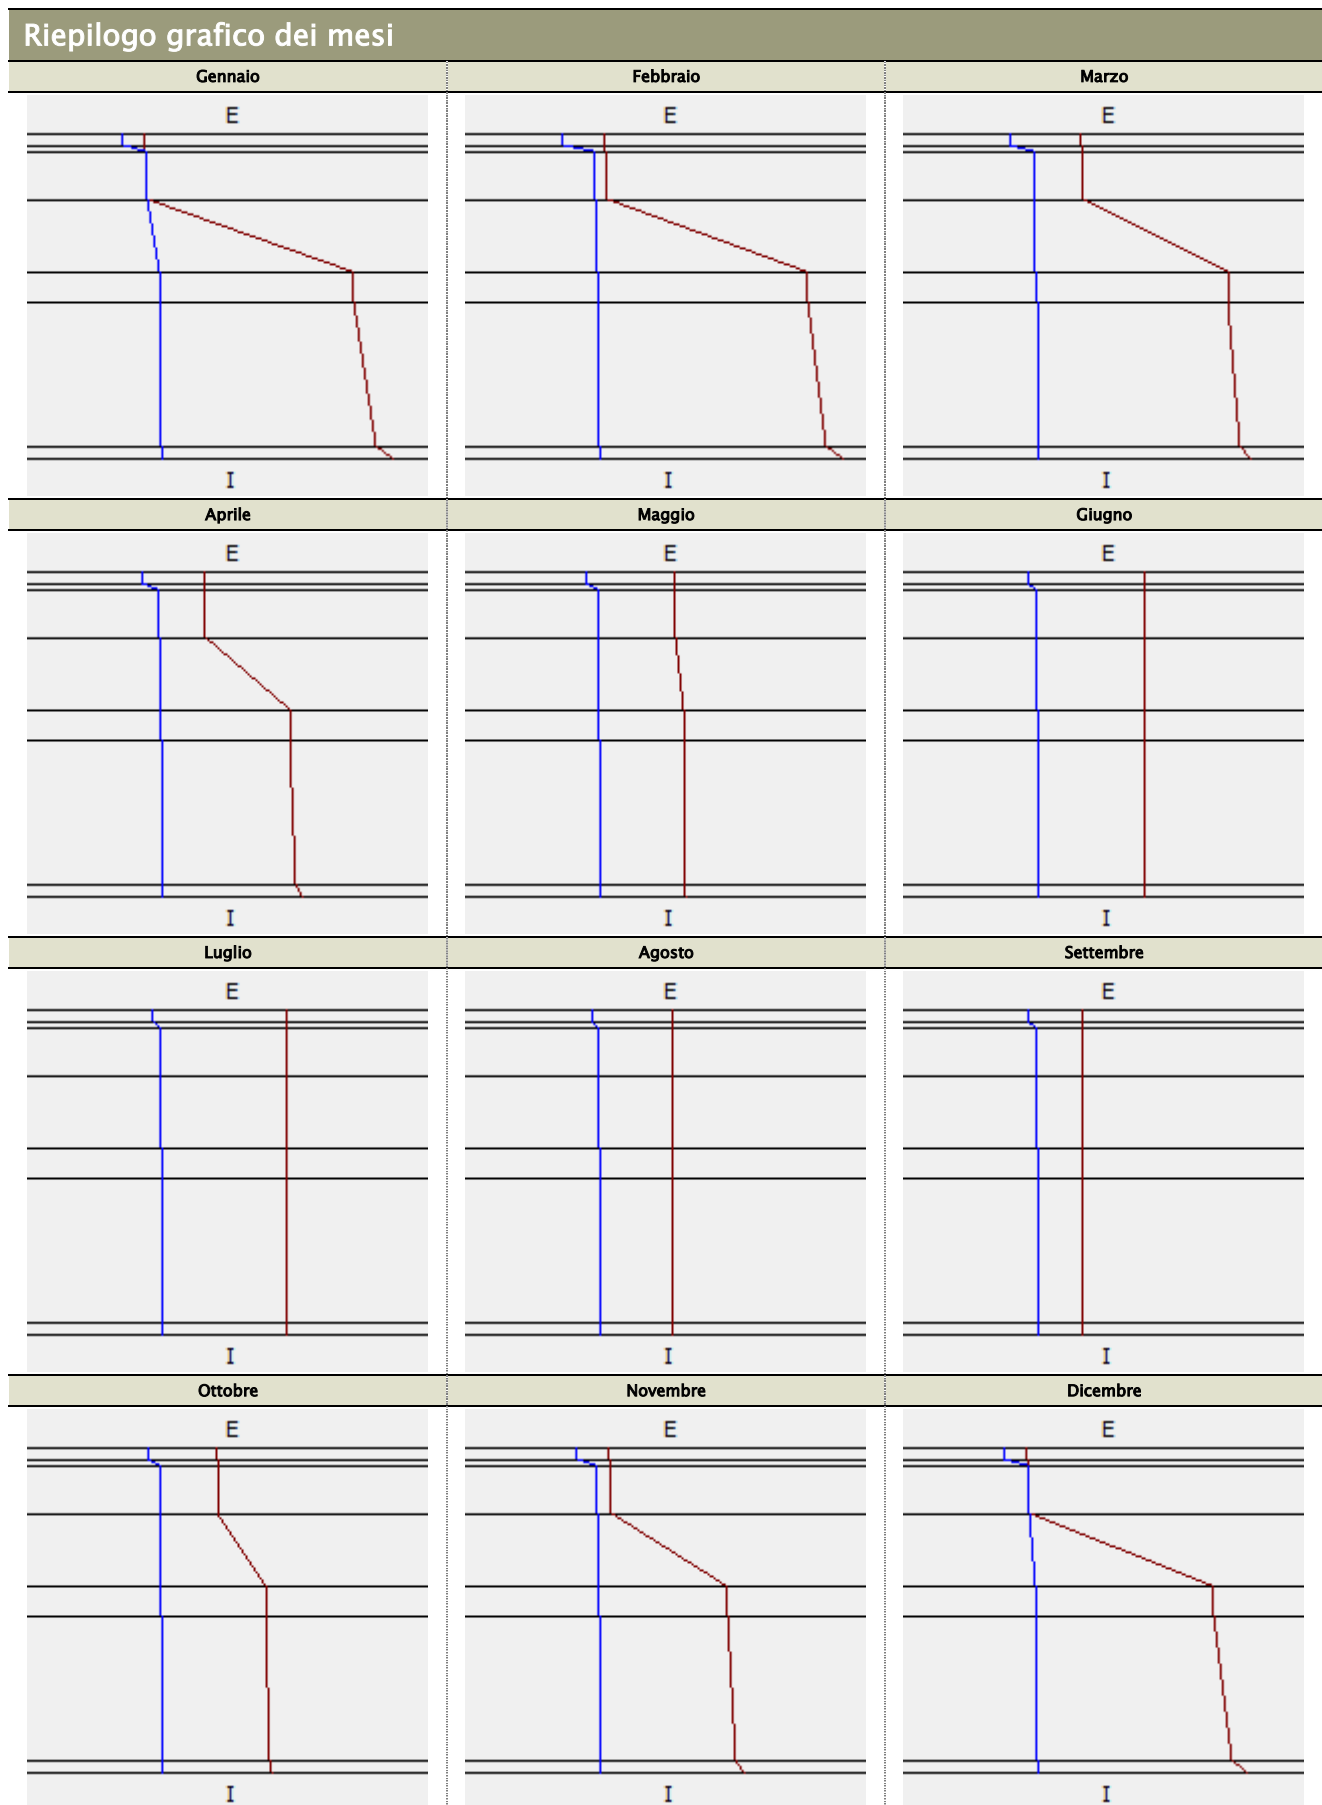 Riepilogo grafico dei mesi
Gennaio Febbraio Marzo
E E E
I I I
Aprile Maggio Giugno
E E E
I I I
Luglio Agosto Settembre
E E E
I I I
Ottobre Novembre Dicembre
E E E
I I I